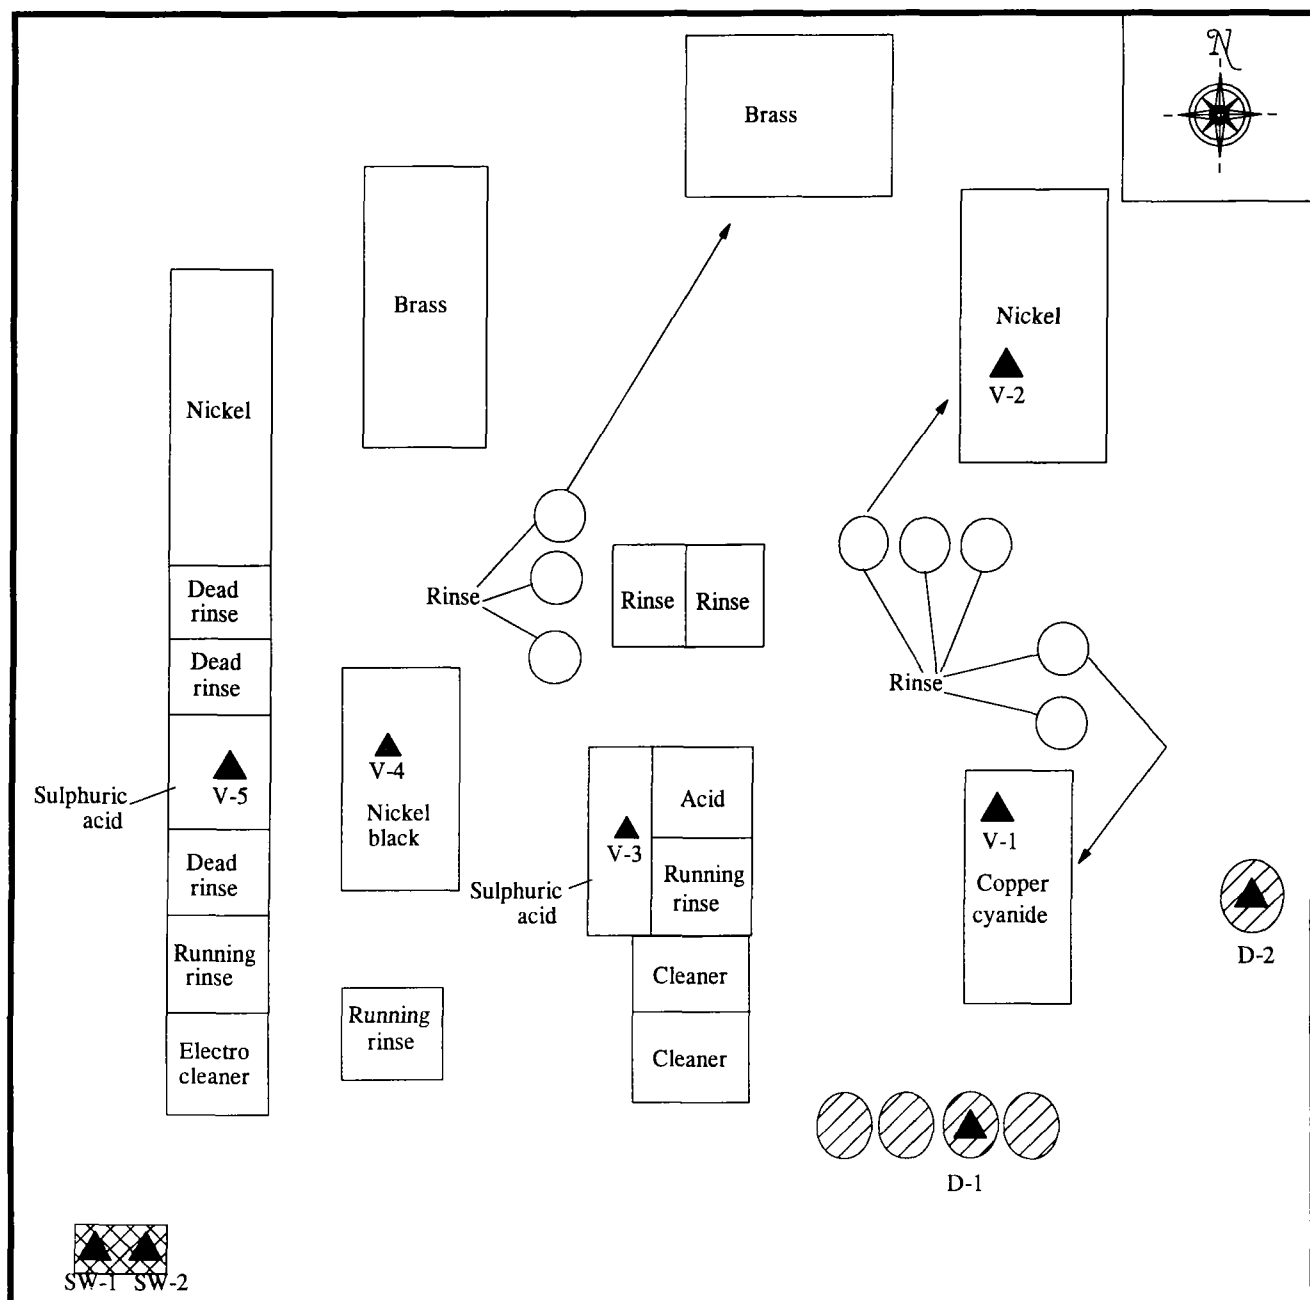 N
Brass
Brass
Nickel
V-2
Nickel
Dead
rinse
Rinse
Rinse
Rinse
Dead
rinse
Rinse
V-5
Sulphuric
acid
V-4
Nickel
black
Acid
V-3
Running
rinse
Sulphuric
acid
V-1
Copper
cyanide
Dead
rinse
D-2
Running
rinse
Cleaner
Running
rinse
Electro
cleaner
Cleaner
D-1
SW-1
SW-2